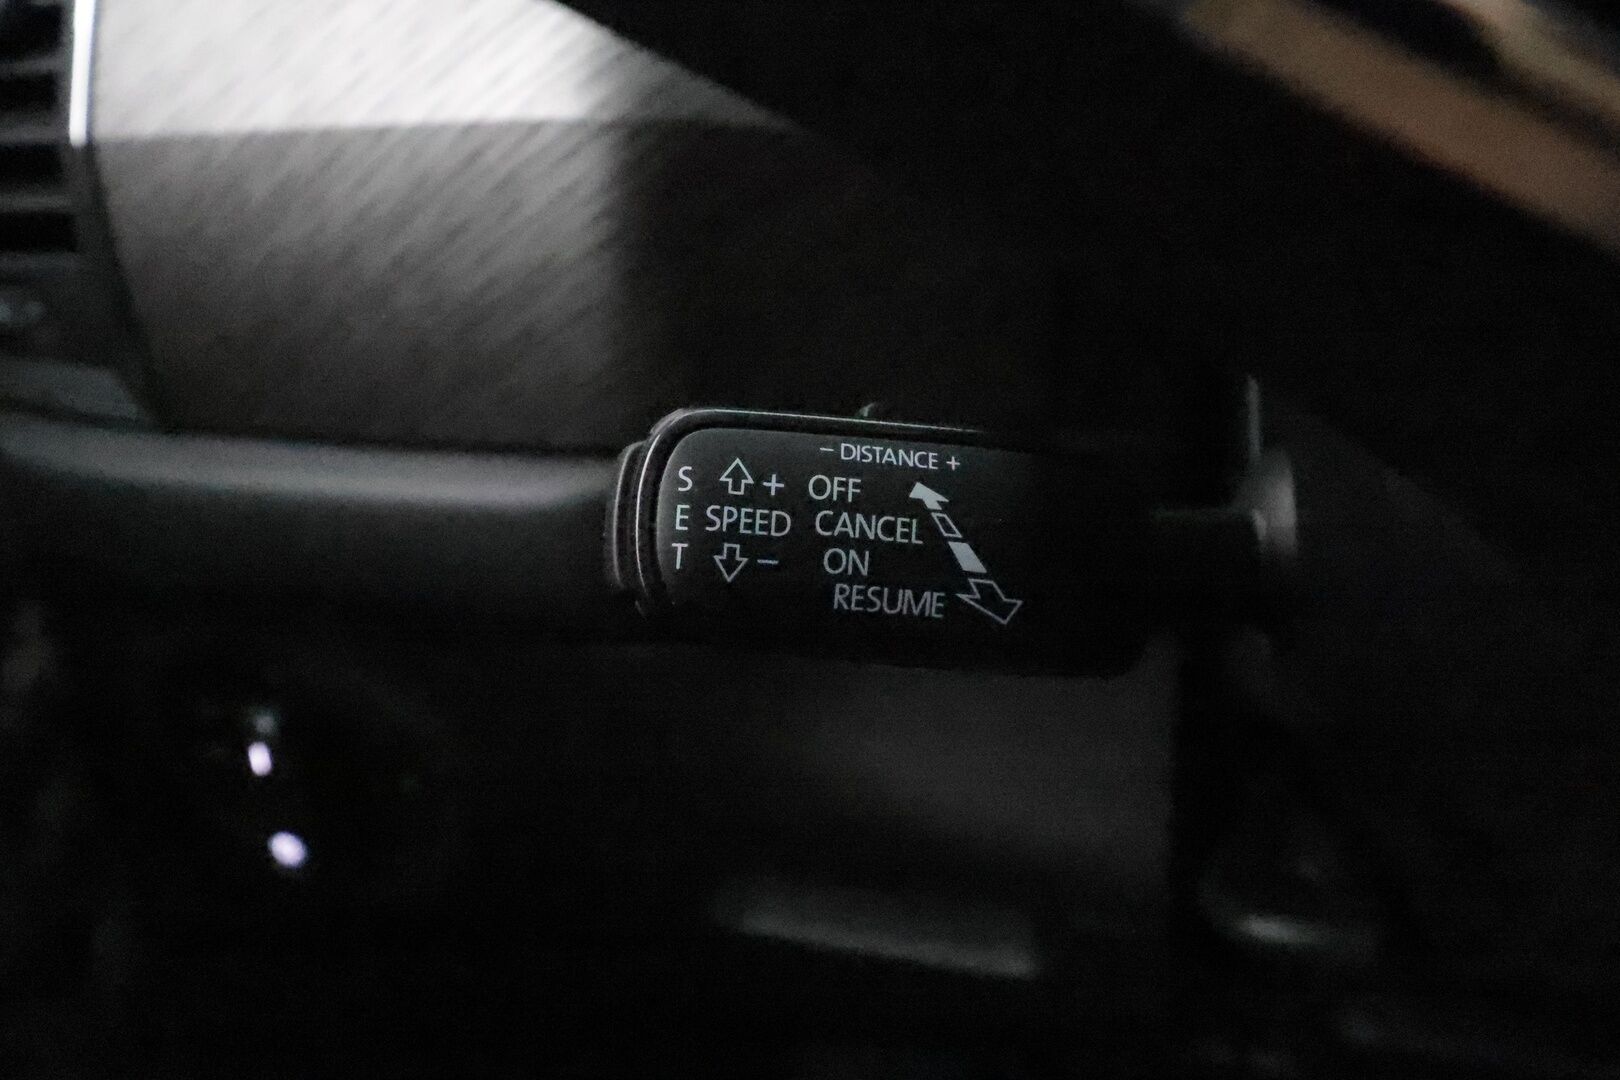 - DISTANCE +
S + OFF
E SPEED CANCEL
T - ON
RESUME